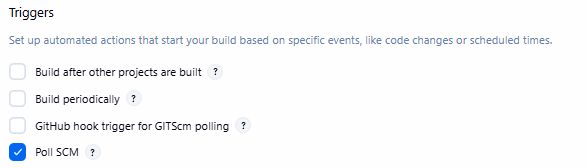 Triggers
Set up automated actions that start your build based on specific events, like code changes or scheduled times.
Build after other projects are built ?
Build periodically ?
GitHub hook trigger for GITScm polling ?
Poll SCM ?